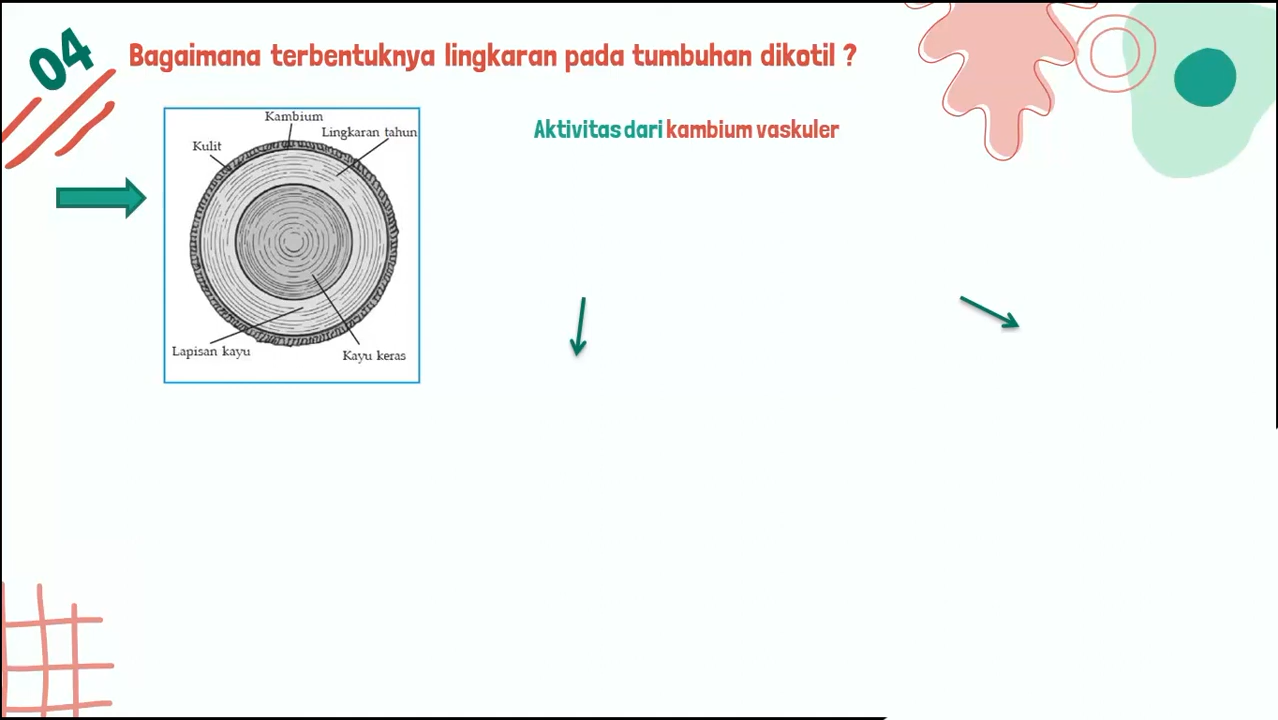 04
Bagaimana terbentuknya lingkaran pada tumbuhan dikotil ?
Kambium
Lingkaran tahun
Kulit
Lapisan kayu
Kayu keras
Aktivitas dari kambium vaskuler